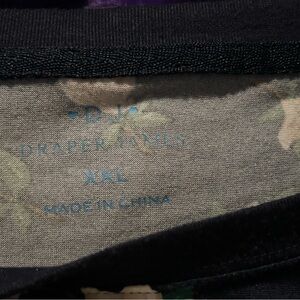 D.J
DRAPER JAMES
XXL
MADE IN CHINA